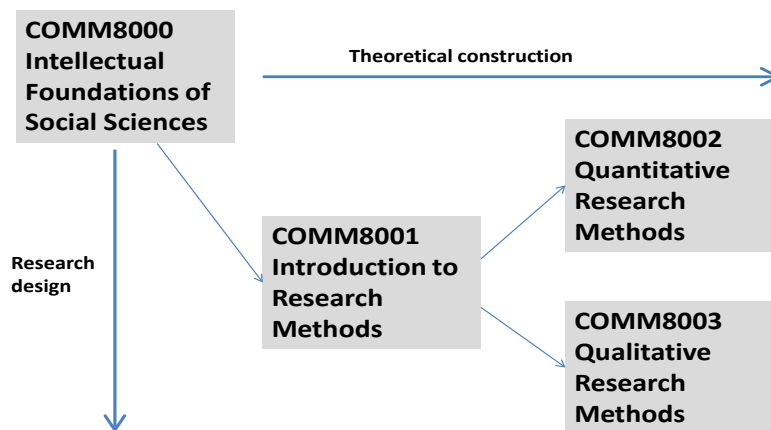 COMM8000
Intellectual
Foundations of
Social Sciences
Theoretical construction
COMM8002
Quantitative
Research
Methods
COMM8001
Introduction to
Research
Methods
Research
design
COMM8003
Qualitative
Research
Methods